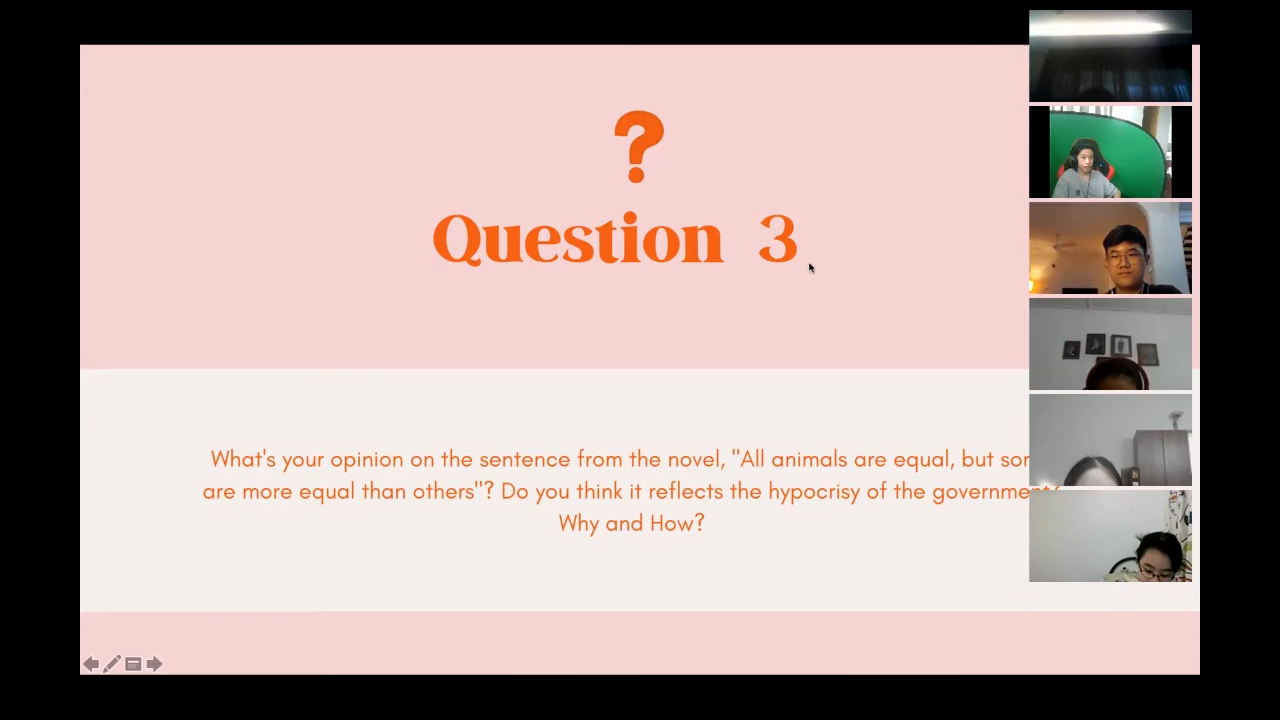 ?
Question 3
What's your opinion on the sentence from the novel, "All animals are equal, but
are more equal than others"? Do you think it reflects the hypocrisy of the
Why and How?